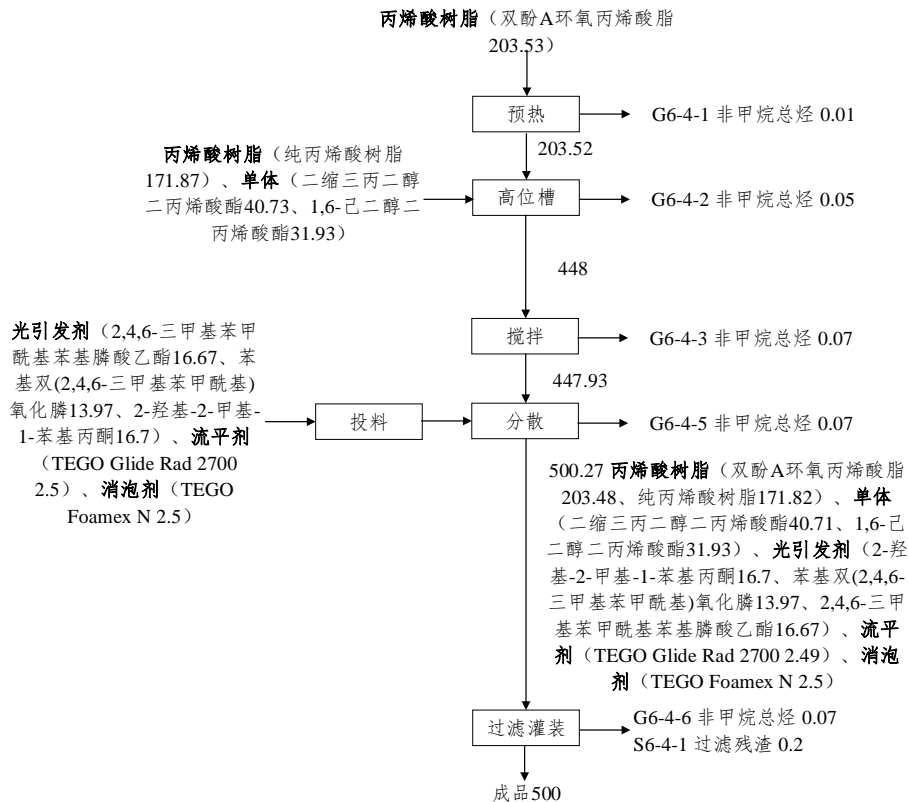 丙烯酸树脂（双酚A环氧丙烯酸脂
203.53）
预热
G6-4-1 非甲烷总烃 0.01
203.52
丙烯酸树脂（纯丙烯酸树脂
171.87）、单体（二缩三丙二醇
二丙烯酸酯40.73、1,6-己二醇二
丙烯酸酯31.93）
高位槽
G6-4-2 非甲烷总烃 0.05
448
搅拌
G6-4-3 非甲烷总烃 0.07
447.93
光引发剂（2,4,6-三甲基苯甲
酰基苯基膦酸乙酯16.67、苯
基双(2,4,6-三甲基苯甲酰基)
氧化膦13.97、2-羟基-2-甲基-
1-苯基丙酮16.7）、流平剂
（TEGO Glide Rad 2700
2.5）、消泡剂（TEGO
Foamex N 2.5）
投料
分散
G6-4-5 非甲烷总烃 0.07
500.27 丙烯酸树脂（双酚A环氧丙烯酸脂
203.48、纯丙烯酸树脂171.82）、单体
（二缩三丙二醇二丙烯酸酯40.71、1,6-己
二醇二丙烯酸酯31.93）、光引发剂（2-羟
基-2-甲基-1-苯基丙酮16.7、苯基双(2,4,6-
三甲基苯甲酰基)氧化膦13.97、2,4,6-三甲
基苯甲酰基苯基膦酸乙酯16.67）、流平
剂（TEGO Glide Rad 2700 2.49）、消泡
剂（TEGO Foamex N 2.5）
过滤灌装
G6-4-6 非甲烷总烃 0.07
S6-4-1 过滤残渣 0.2
成品500